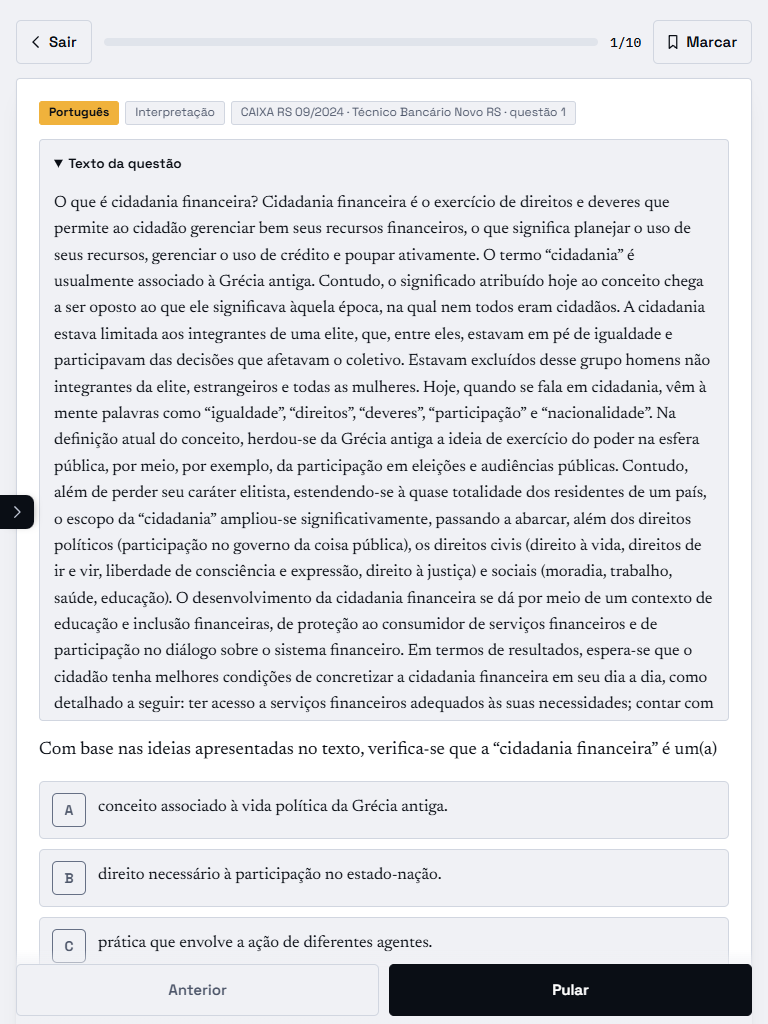 Sair
1/10
Marcar
Português
Interpretação
CAIXA RS 09/2024 · Técnico Bancário Novo RS · questão 1
▼ Texto da questão
O que é cidadania financeira? Cidadania financeira é o exercício de direitos e deveres que
permite ao cidadão gerenciar bem seus recursos financeiros, o que significa planejar o uso de
seus recursos, gerenciar o uso de crédito e poupar ativamente. O termo “cidadania” é
usualmente associado à Grécia antiga. Contudo, o significado atribuído hoje ao conceito chega
a ser oposto ao que ele significava àquela época, na qual nem todos eram cidadãos. A cidadania
estava limitada aos integrantes de uma elite, que, entre eles, estavam em pé de igualdade e
participavam das decisões que afetavam o coletivo. Estavam excluídos desse grupo homens não
integrantes da elite, estrangeiros e todas as mulheres. Hoje, quando se fala em cidadania, vêm à
mente palavras como “igualdade”, “direitos”, “deveres”, “participação” e “nacionalidade”. Na
definição atual do conceito, herdou-se da Grécia antiga a ideia de exercício do poder na esfera
pública, por meio, por exemplo, da participação em eleições e audiências públicas. Contudo,
além de perder seu caráter elitista, estendendo-se à quase totalidade dos residentes de um país,
o escopo da “cidadania” ampliou-se significativamente, passando a abarcar, além dos direitos
políticos (participação no governo da coisa pública), os direitos civis (direito à vida, direitos de
ir e vir, liberdade de consciência e expressão, direito à justiça) e sociais (moradia, trabalho,
saúde, educação). O desenvolvimento da cidadania financeira se dá por meio de um contexto de
educação e inclusão financeiras, de proteção ao consumidor de serviços financeiros e de
participação no diálogo sobre o sistema financeiro. Em termos de resultados, espera-se que o
cidadão tenha melhores condições de concretizar a cidadania financeira em seu dia a dia, como
detalhado a seguir: ter acesso a serviços financeiros adequados às suas necessidades; contar com
Com base nas ideias apresentadas no texto, verifica-se que a “cidadania financeira” é um(a)
A conceito associado à vida política da Grécia antiga.
B direito necessário à participação no estado-nação.
C prática que envolve a ação de diferentes agentes.
Anterior
Pular